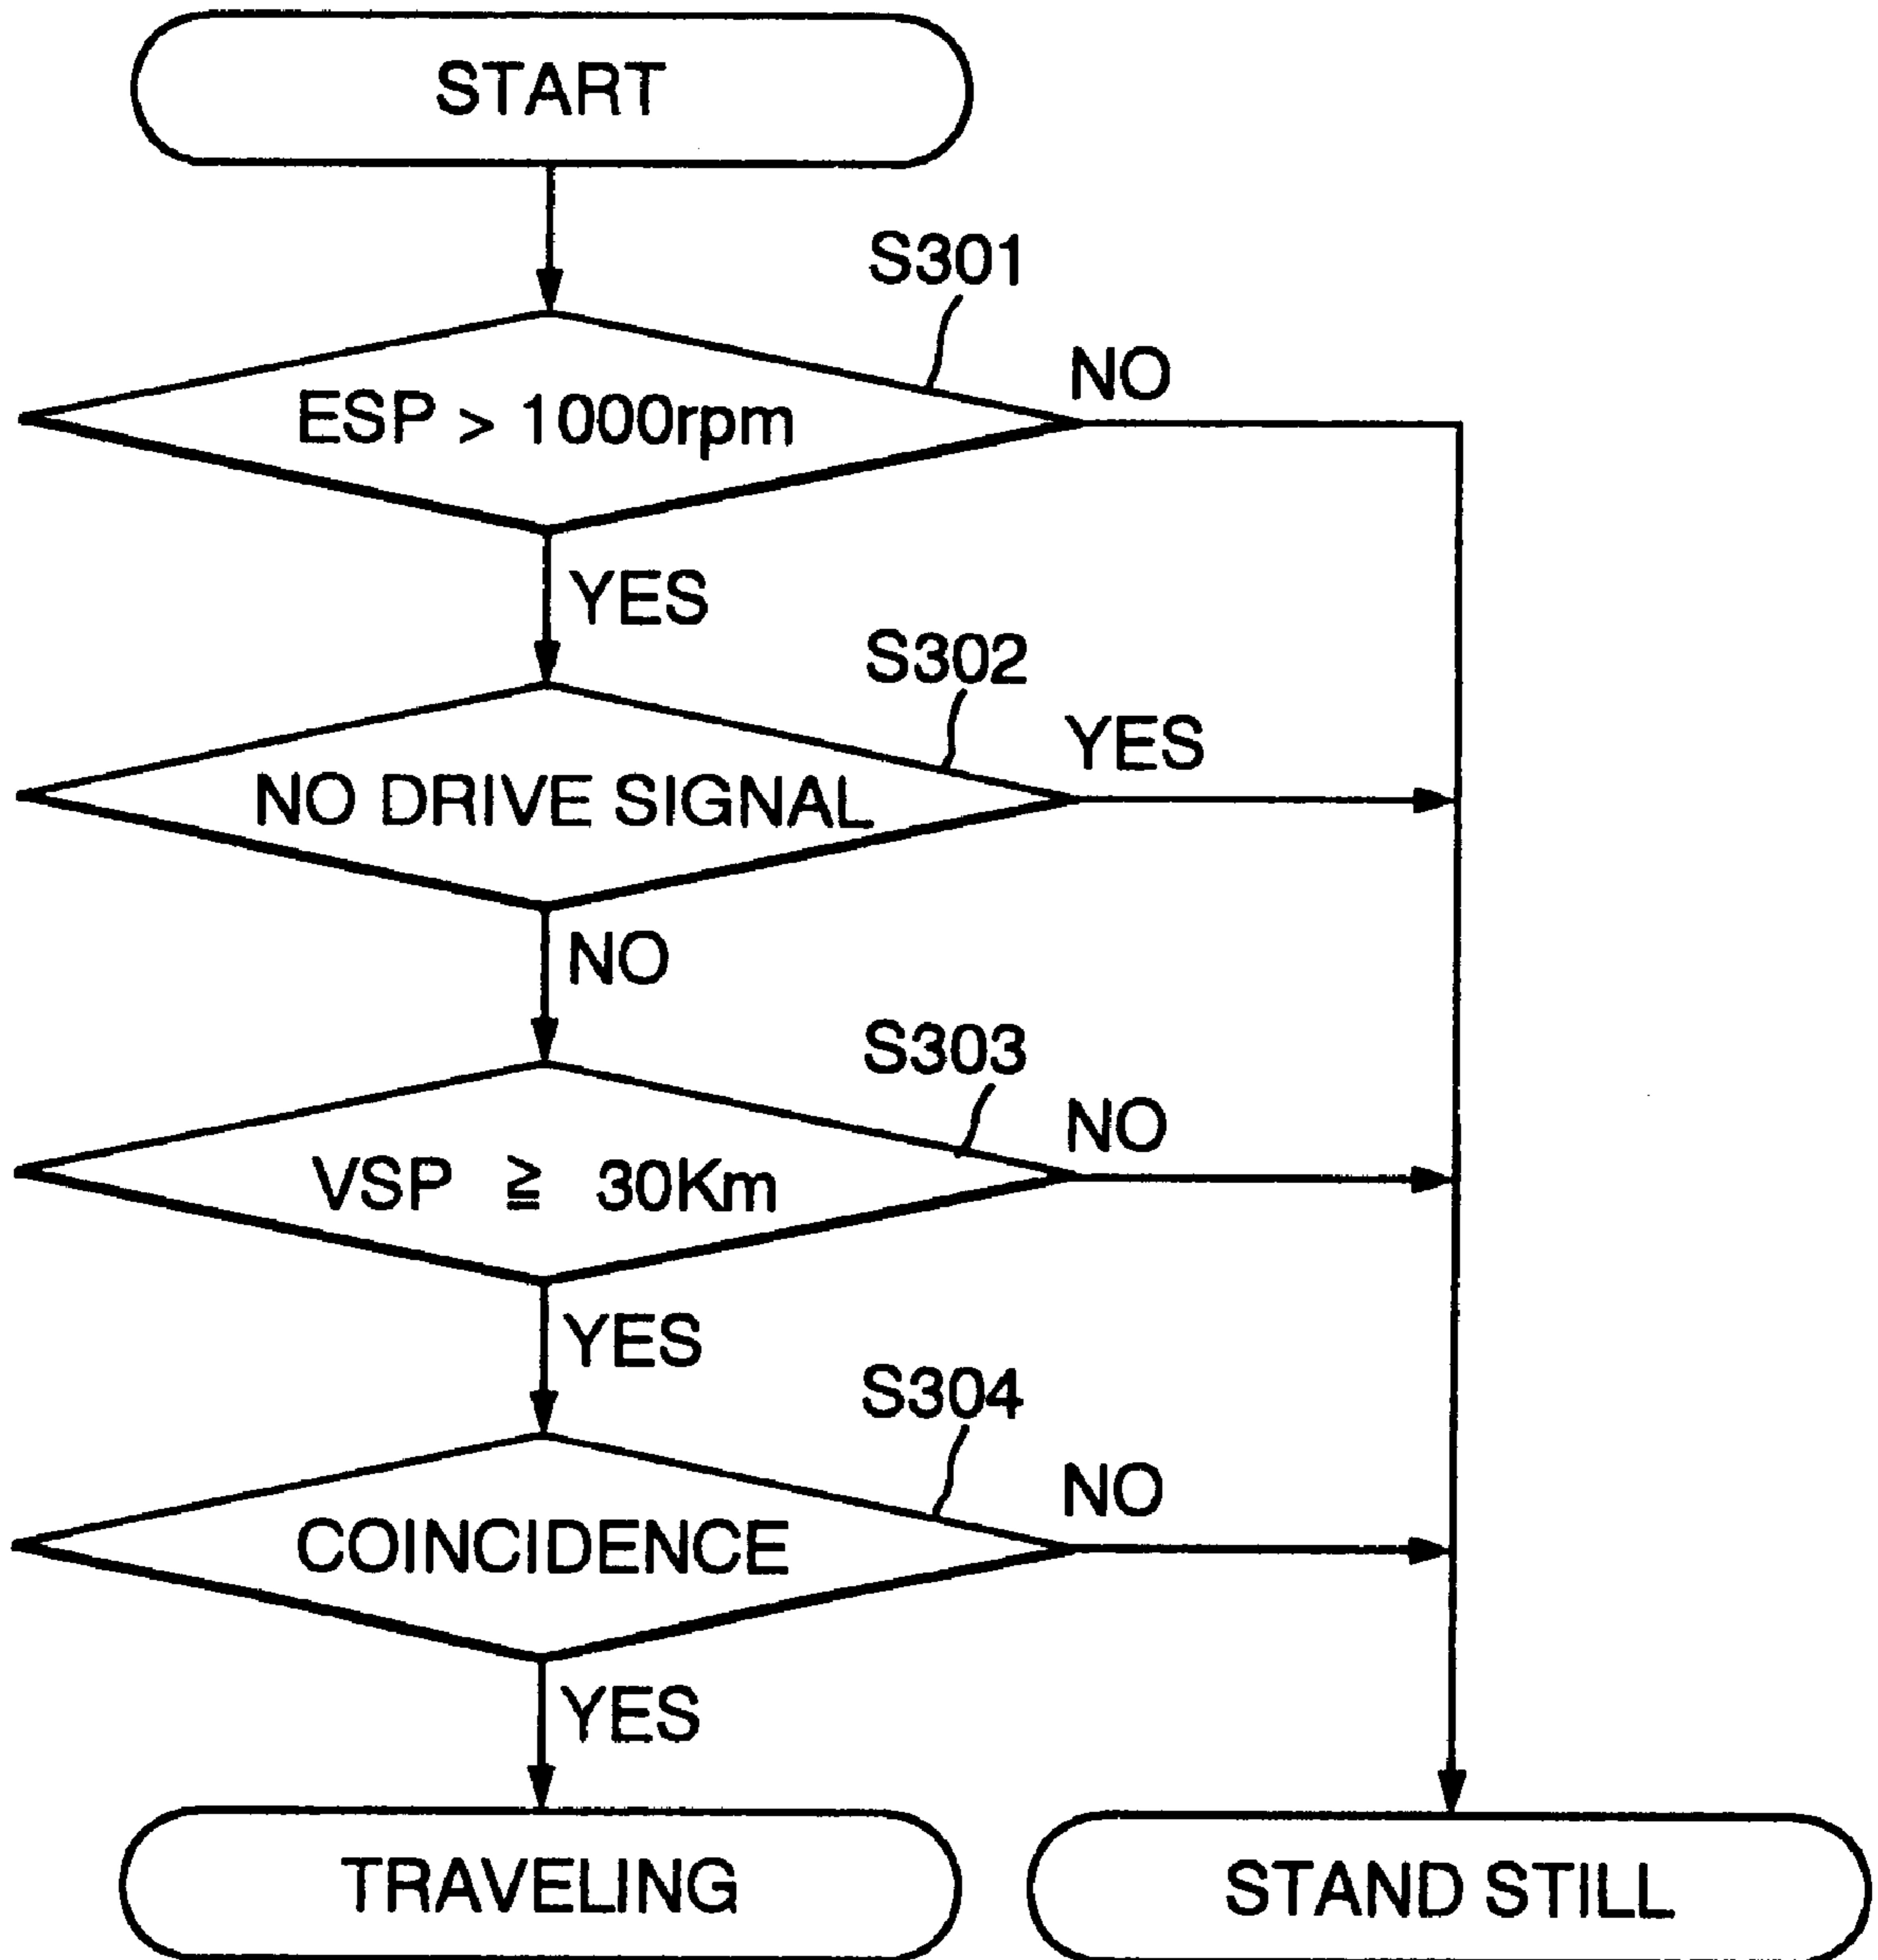 START
S301
ESP > 1000rpm
NO
YES
S302
NO DRIVE SIGNAL
YES
NO
S303
VSP ≧ 30Km
NO
YES
S304
COINCIDENCE
NO
YES
TRAVELING
STAND STILL